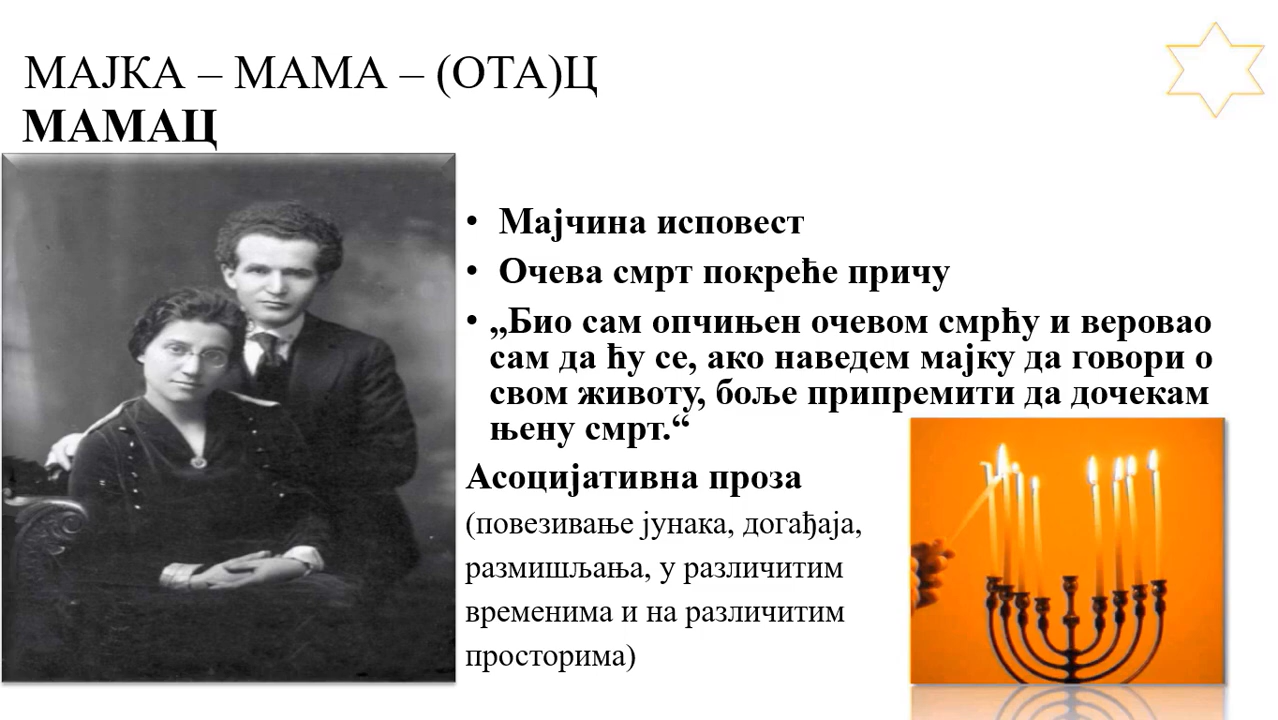 МАЈКА – МАМА – (ОТА)Ц
МАМАЦ
• Мајчина исповест
• Очева смрт покреће причу
• „Био сам опчињен очевом смрћу и веровао
сам да ћу се, ако наведем мајку да говори о
свом животу, боље припремити да дочекам
њену смрт.“
Асоцијативна проза
(повезивање јунака, догађаја,
размишљања, у различитим
временима и на различитим
просторима)